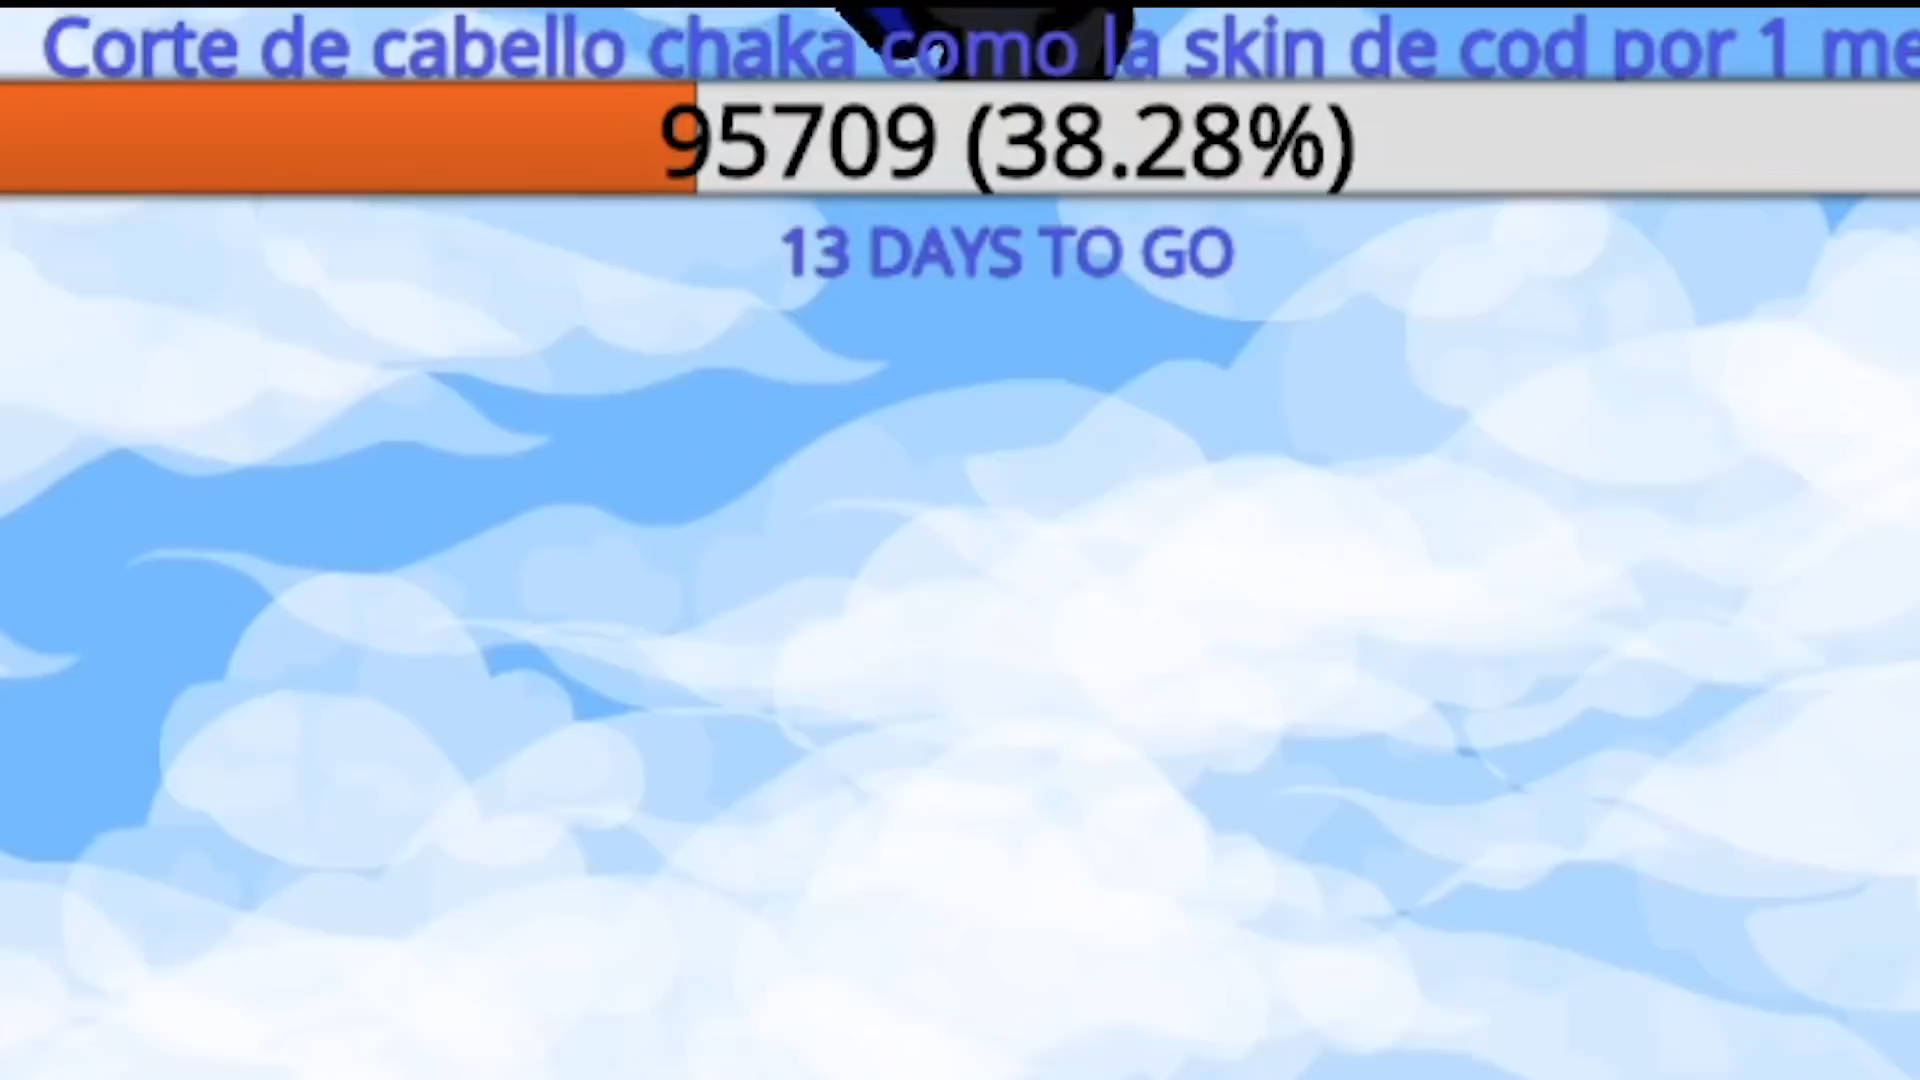 Corte de cabello chaka como la skin de cod por 1 me
95709 (38.28%)
13 DAYS TO GO